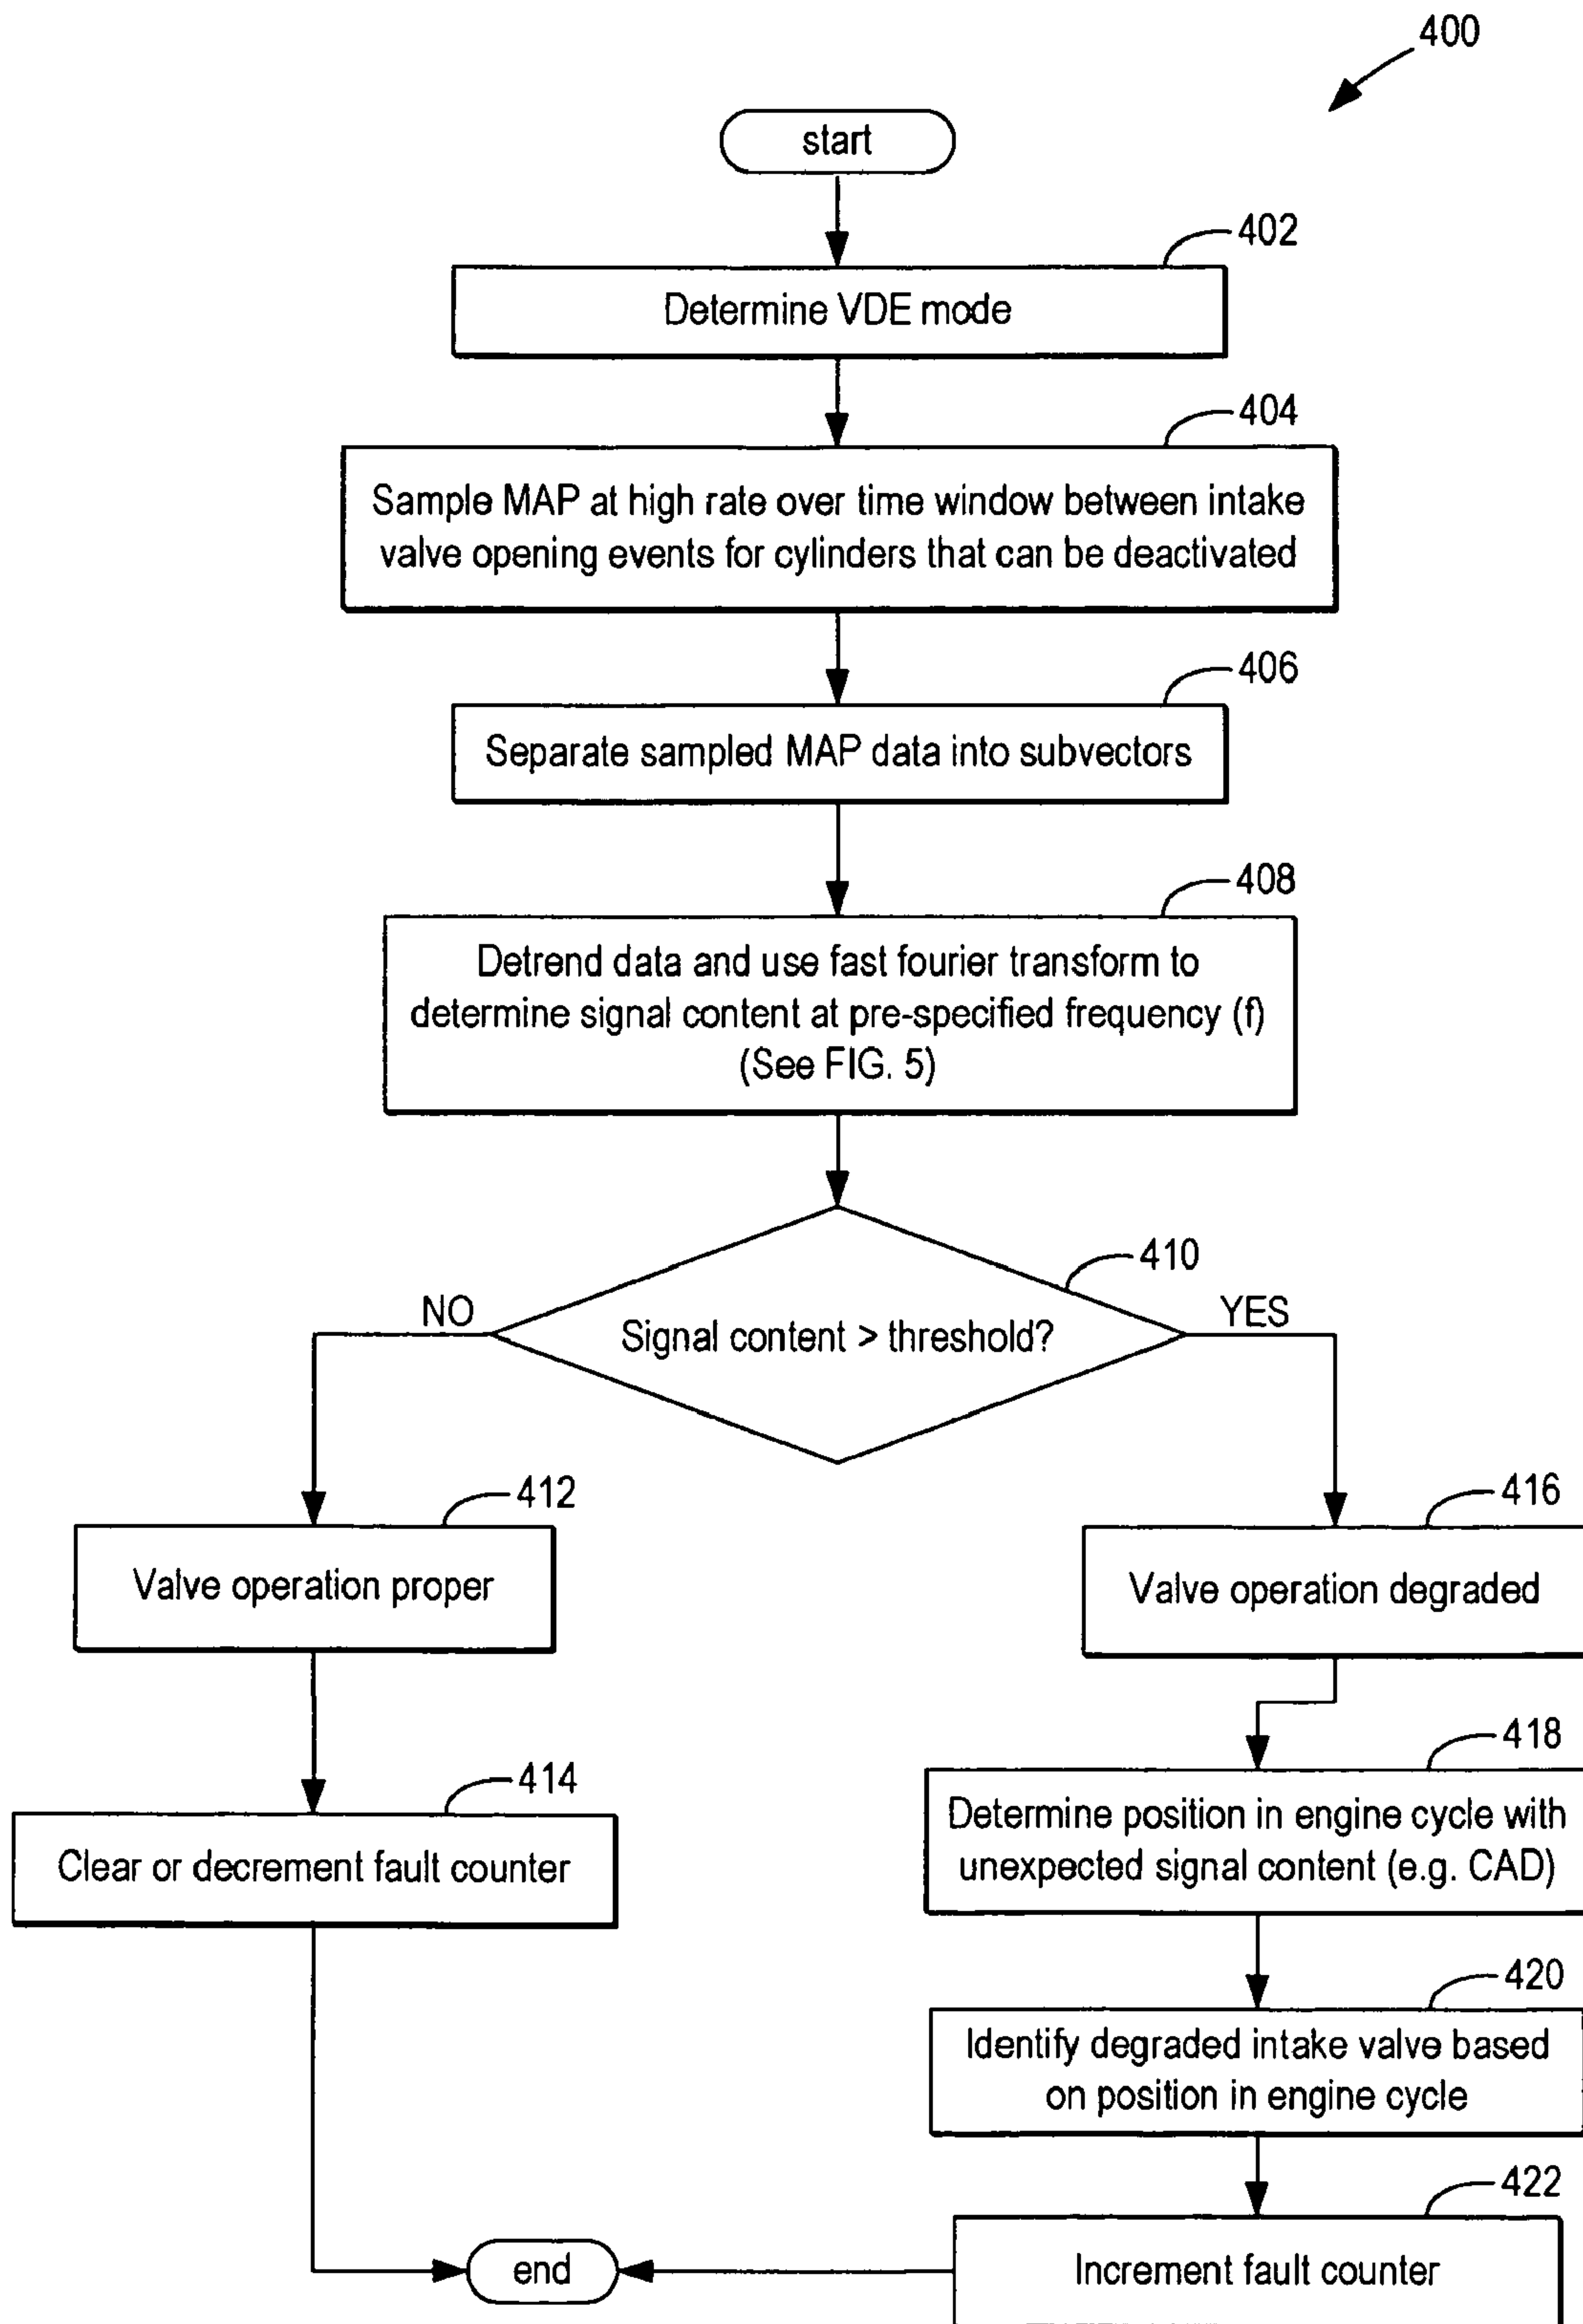 400
start
402
Determine VDE mode
404
Sample MAP at high rate over time window between intake
valve opening events for cylinders that can be deactivated
406
Separate sampled MAP data into subvectors
408
Detrend data and use fast fourier transform to
determine signal content at pre-specified frequency (f)
(See FIG. 5)
410
NO
Signal content > threshold?
YES
412
Valve operation proper
414
Clear or decrement fault counter
416
Valve operation degraded
418
Determine position in engine cycle with
unexpected signal content (e.g. CAD)
420
Identify degraded intake valve based
on position in engine cycle
422
Increment fault counter
end